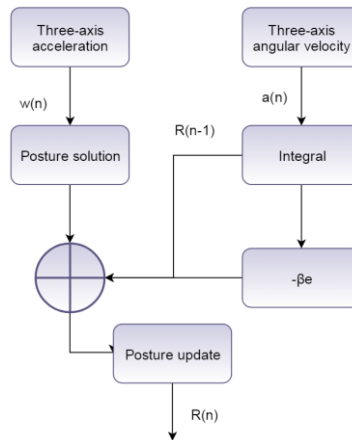 Three-axis
acceleration
Three-axis
angular velocity
w(n)
a(n)
R(n-1)
Posture solution
Integral
-βe
Posture update
R(n)